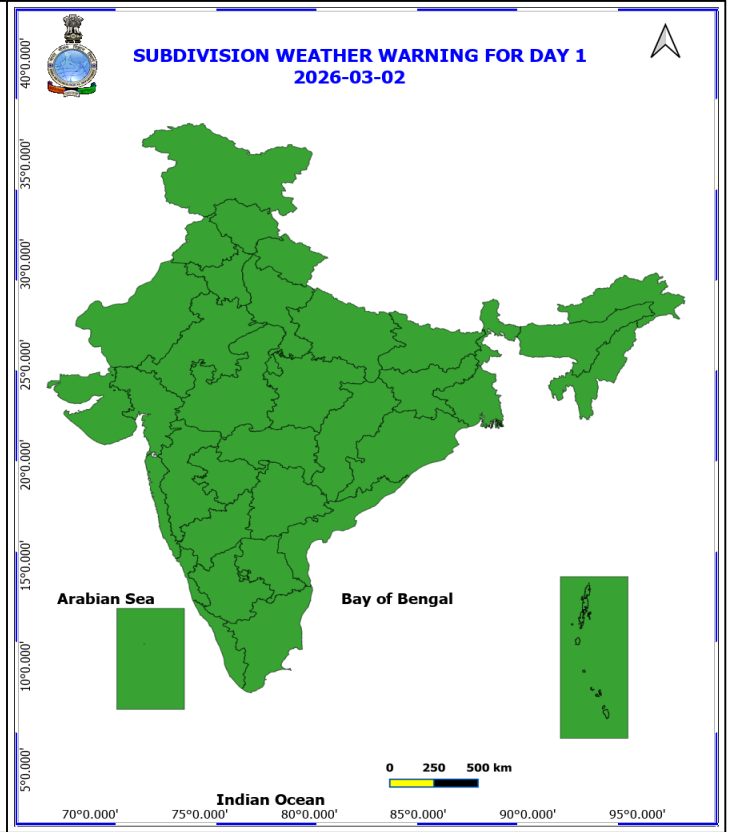 SUBDIVISION WEATHER WARNING FOR DAY 1
2026-03-02
40°0.000'
35°0.000'
30°0.000'
25°0.000'
20°0.000'
15°0.000'
10°0.000'
5°0.000'
Arabian Sea
Bay of Bengal
0 250 500 km
Indian Ocean
70°0.000' 75°0.000' 80°0.000' 85°0.000' 90°0.000' 95°0.000'